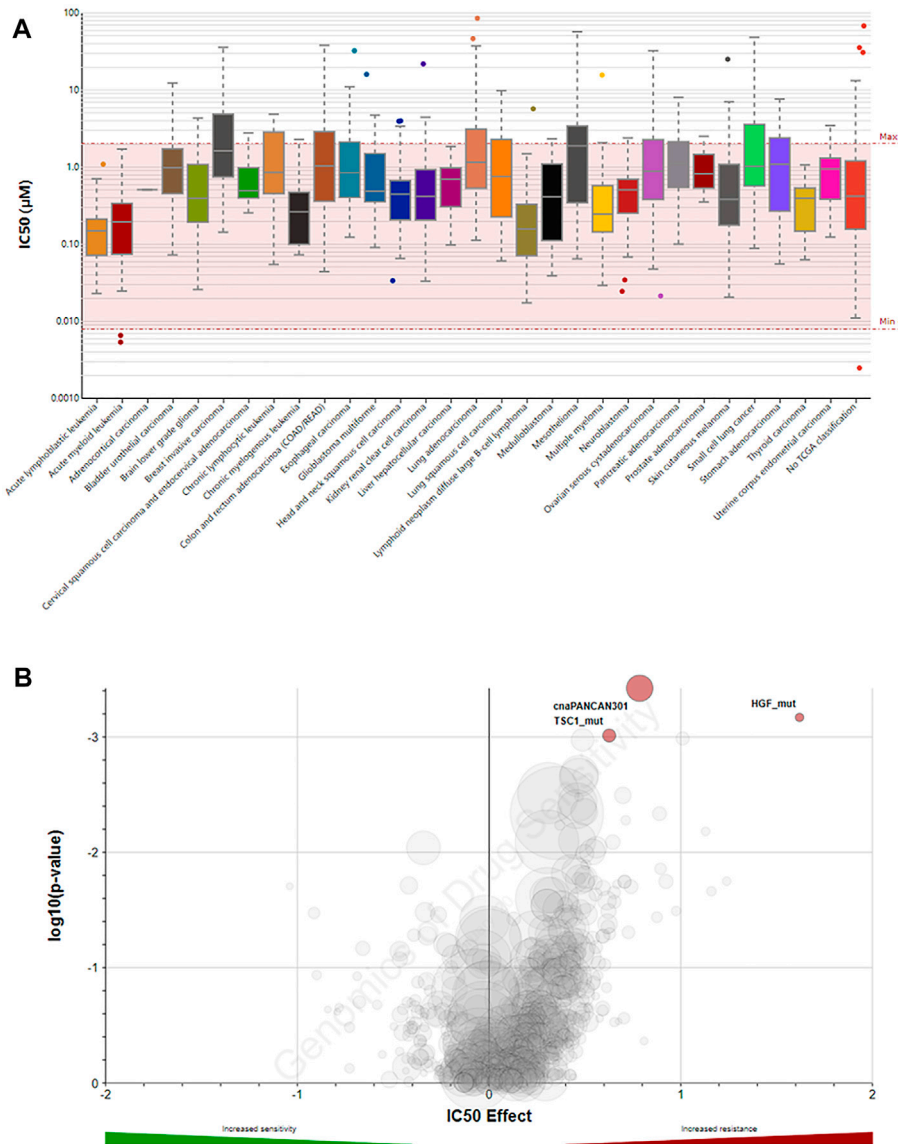 A
100
10
1.0
0.10
0.010
0.0010
IC50 (μM)
Max
Min
Acute lymphoblastic leukemia
Acute myeloid leukemia
Adrenocortical carcinoma
Bladder urothelial carcinoma
Brain lower grade glioma
Breast invasive carcinoma
Cervical squamous cell carcinoma and endocervical adenocarcinoma
Chronic lymphocytic leukemia
Chronic myelogenous leukemia
Colon and rectum adenocarcinoa (COAD/READ)
Esophageal carcinoma
Glioblastoma multiforme
Head and neck squamous cell carcinoma
Kidney renal clear cell carcinoma
Liver hepatocellular carcinoma
Lung adenocarcinoma
Lung squamous cell carcinoma
Lymphoid neoplasm diffuse large B-cell lymphoma
Medulloblastoma
Mesothelioma
Multiple myeloma
Neuroblastoma
Ovarian serous cystadenocarcinoma
Pancreatic adenocarcinoma
Prostate adenocarcinoma
Skin cutaneous melanoma
Small cell lung cancer
Stomach adenocarcinoma
Thyroid carcinoma
Uterine corpus endometrial carcinoma
No TCGA classification
B
cnaPANCAN301
TSC1_mut
HGF_mut
-3
-2
-1
0
log10(p-value)
Genomics of Drug Sensitivity
-2
-1
0
1
2
IC50 Effect
Increased sensitivity
Increased resistance